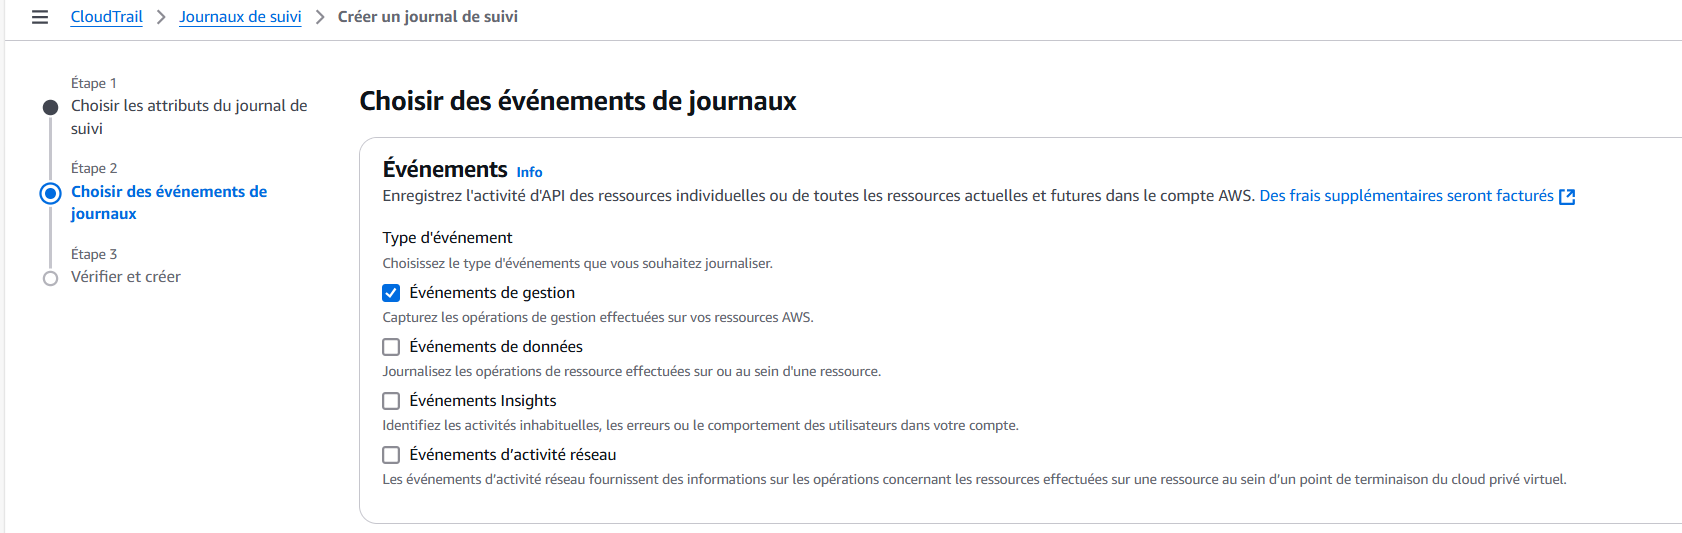 CloudTrail > Journaux de suivi > Créer un journal de suivi
Étape 1
Choisir les attributs du journal de
suivi
Étape 2
Choisir des événements de
journaux
Étape 3
Vérifier et créer
Choisir des événements de journaux
Événements Info
Enregistrez l'activité d'API des ressources individuelles ou de toutes les ressources actuelles et futures dans le compte AWS. Des frais supplémentaires seront facturés
Type d'événement
Choisissez le type d'événements que vous souhaitez journaliser.
Événements de gestion
Capturez les opérations de gestion effectuées sur vos ressources AWS.
Événements de données
Journalisez les opérations de ressource effectuées sur ou au sein d'une ressource.
Événements Insights
Identifiez les activités inhabituelles, les erreurs ou le comportement des utilisateurs dans votre compte.
Événements d’activité réseau
Les événements d’activité réseau fournissent des informations sur les opérations concernant les ressources effectuées sur une ressource au sein d’un point de terminaison du cloud privé virtuel.